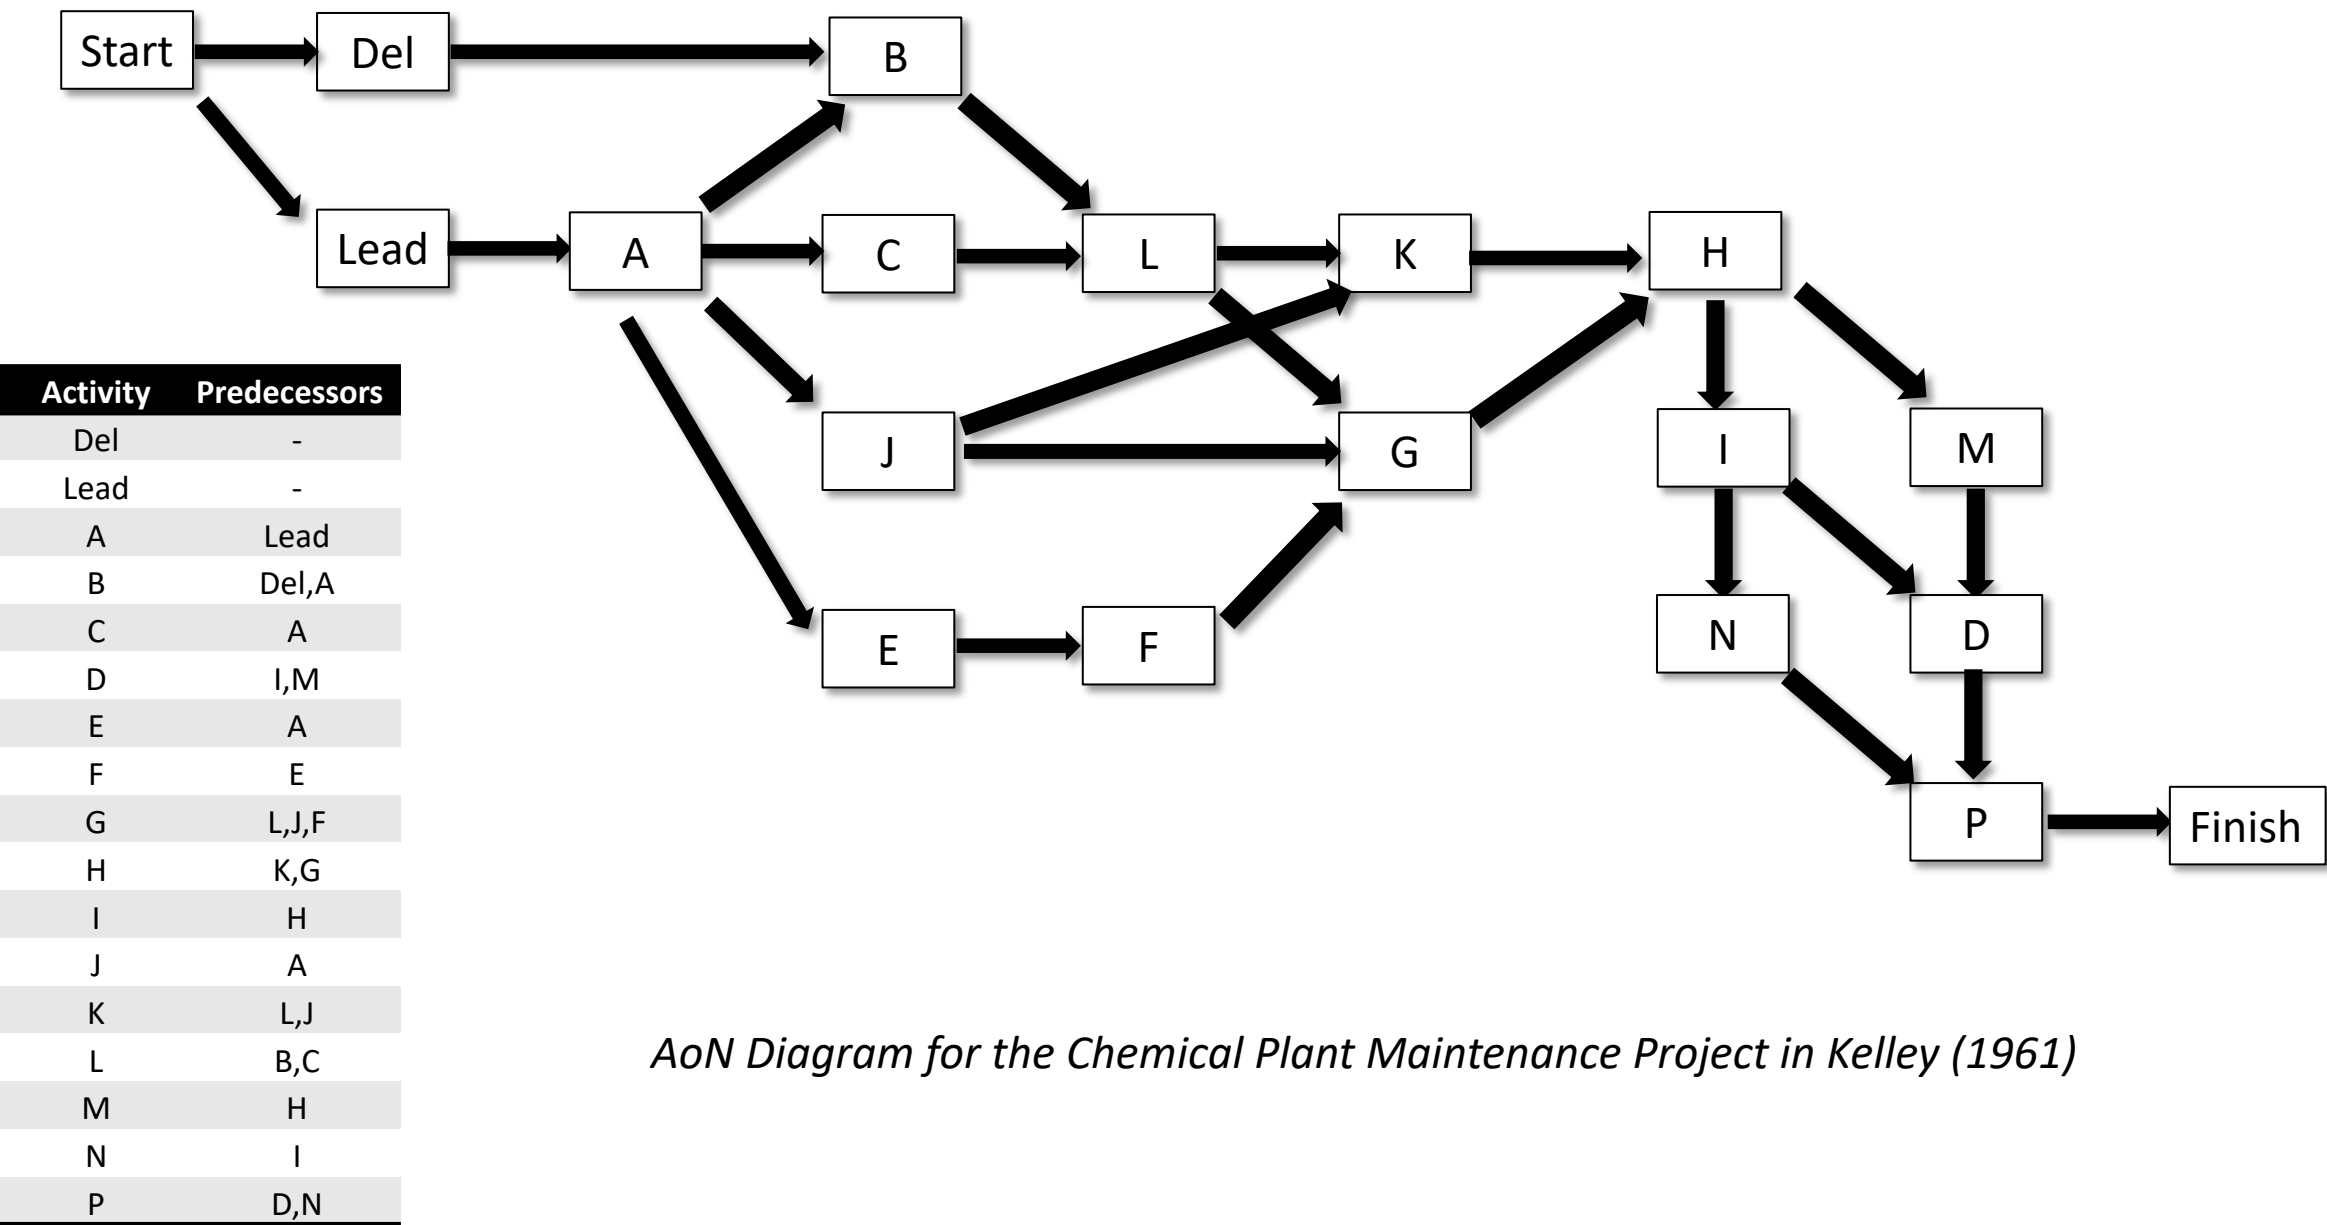 Start
Del
B
Lead
A
C
L
K
H
J
G
I
M
E
F
N
D
P
Finish
Activity Predecessors
Del -
Lead -
A Lead
B Del,A
C A
D I,M
E A
F E
G L,J,F
H K,G
I H
J A
K L,J
L B,C
M H
N I
P D,N
AoN Diagram for the Chemical Plant Maintenance Project in Kelley (1961)